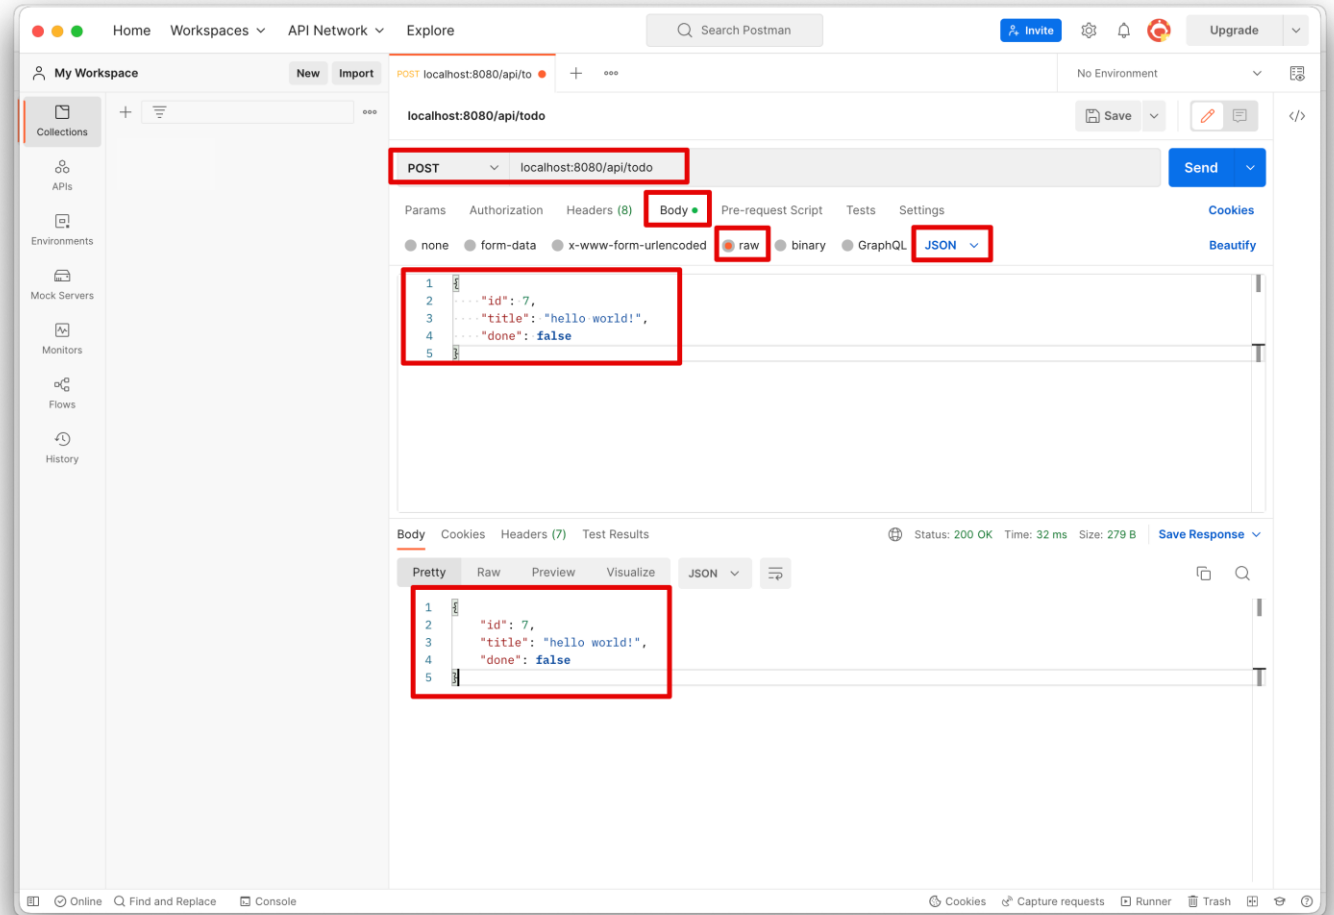 Home Workspaces API Network Explore Search Postman Invite Upgrade
My Workspace New Import POST localhost:8080/api/to No Environment
Collections
APIs
Environments
Mock Servers
Monitors
Flows
History
localhost:8080/api/todo Save
POST localhost:8080/api/todo Send
Params Authorization Headers (8) Body Pre-request Script Tests Settings Cookies
none form-data x-www-form-urlencoded raw binary GraphQL JSON Beautify
1 {
2 ····"id":·7,
3 ····"title":·"hello·world!",
4 ····"done":·false
5 }
Body Cookies Headers (7) Test Results Status: 200 OK Time: 32 ms Size: 279 B Save Response
Pretty Raw Preview Visualize JSON
1 {
2 "id": 7,
3 "title": "hello world!",
4 "done": false
5 }
Online Find and Replace Console Cookies Capture requests Runner Trash